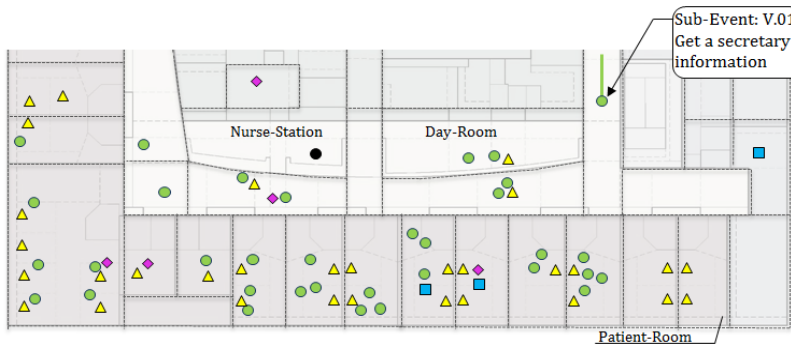 Sub-Event: V.01
Get a secretary
information
Nurse-Station
Day-Room
Patient-Room